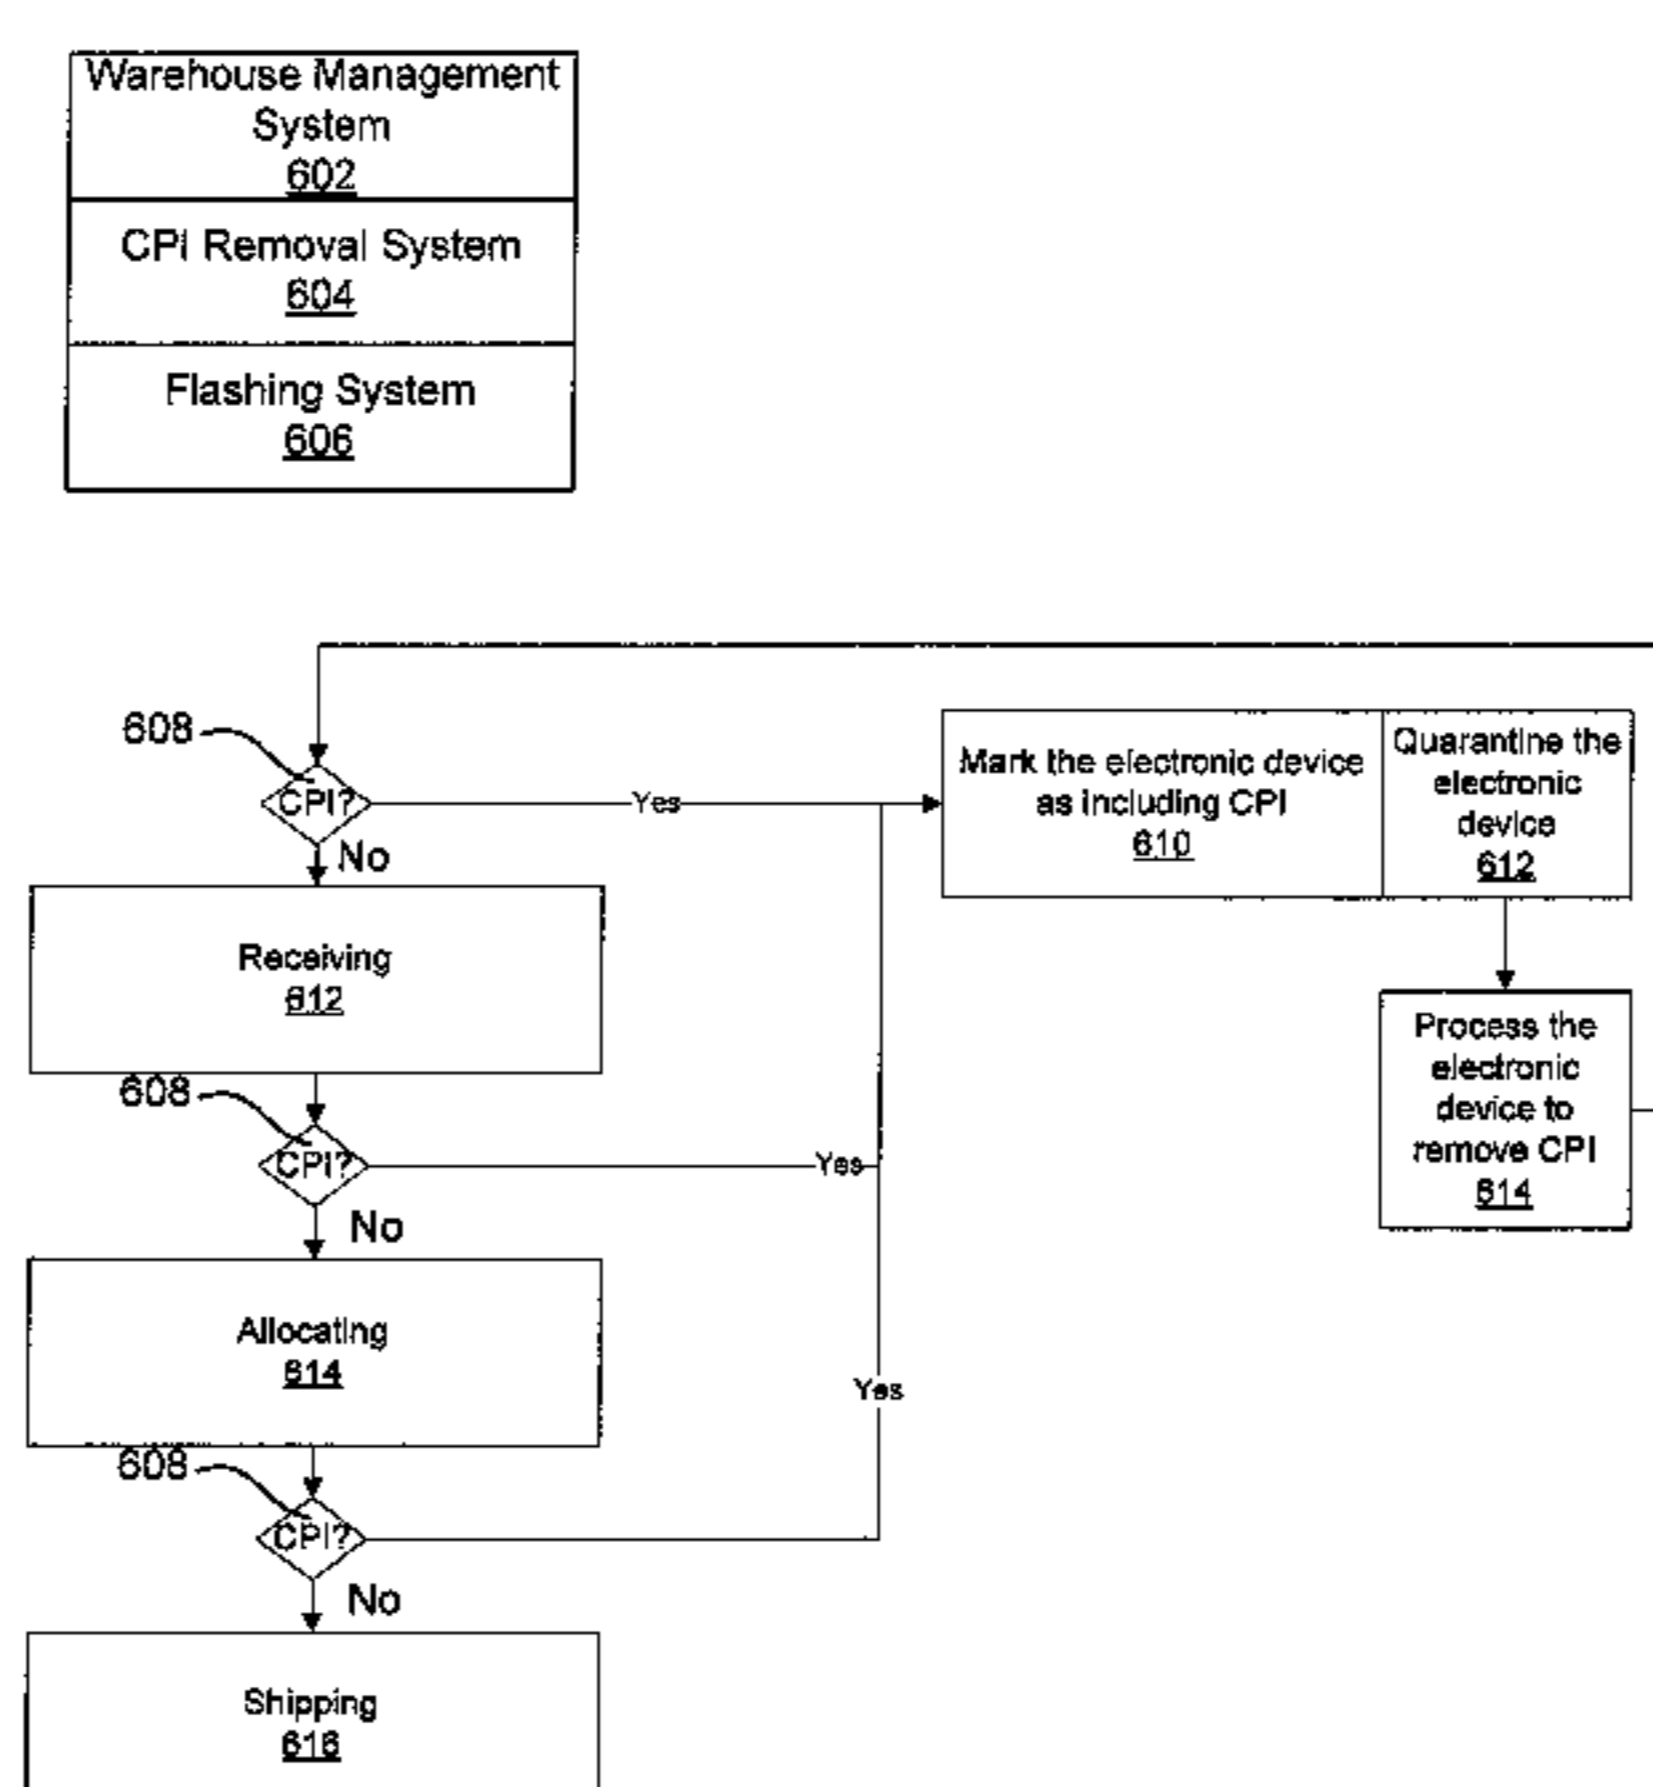 Warehouse Management
System
602
CPI Removal System
604
Flashing System
606
608
CPI?
Yes
No
Mark the electronic device
as including CPI
610
Quarantine the
electronic
device
612
Receiving
612
Process the
electronic
device to
remove CPI
614
608
CPI?
Yes
No
Allocating
614
Yes
608
CPI?
No
Shipping
616